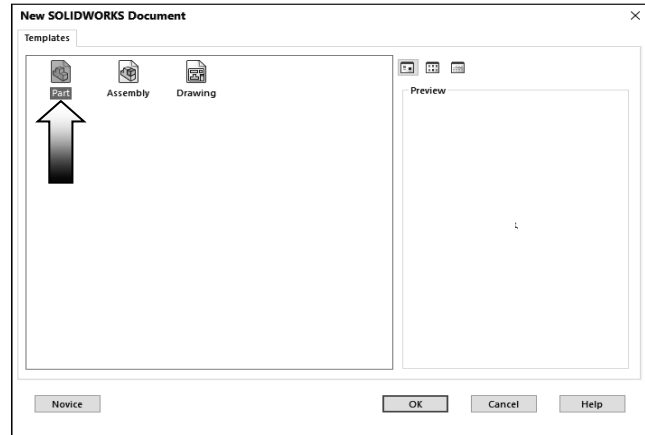 New SOLIDWORKS Document
Templates
Part Assembly Drawing
Preview
Novice OK Cancel Help